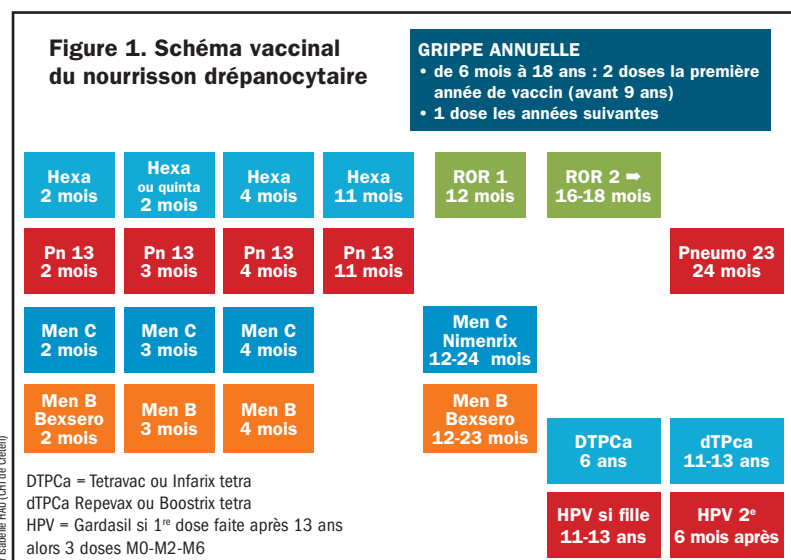 Figure 1. Schéma vaccinal
du nourrisson drépanocytaire
GRIPPE ANNUELLE
• de 6 mois à 18 ans : 2 doses la première
année de vaccin (avant 9 ans)
• 1 dose les années suivantes
Hexa
2 mois
Hexa
ou quinta
2 mois
Hexa
4 mois
Hexa
11 mois
ROR 1
12 mois
ROR 2 ➡
16-18 mois
Pn 13
2 mois
Pn 13
3 mois
Pn 13
4 mois
Pn 13
11 mois
Pneumo 23
24 mois
Men C
2 mois
Men C
3 mois
Men C
4 mois
Men C
Nimenrix
12-24 mois
Men B
Bexsero
2 mois
Men B
3 mois
Men B
4 mois
Men B
Bexsero
12-23 mois
DTPCa
6 ans
dTPca
11-13 ans
HPV si fille
11-13 ans
HPV 2e
6 mois après
DTPCa = Tetravac ou Infarix tetra
dTPCa Repevax ou Boostrix tetra
HPV = Gardasil si 1re dose faite après 13 ans
alors 3 doses M0-M2-M6
Isabelle HAU (CHI de Créteil)